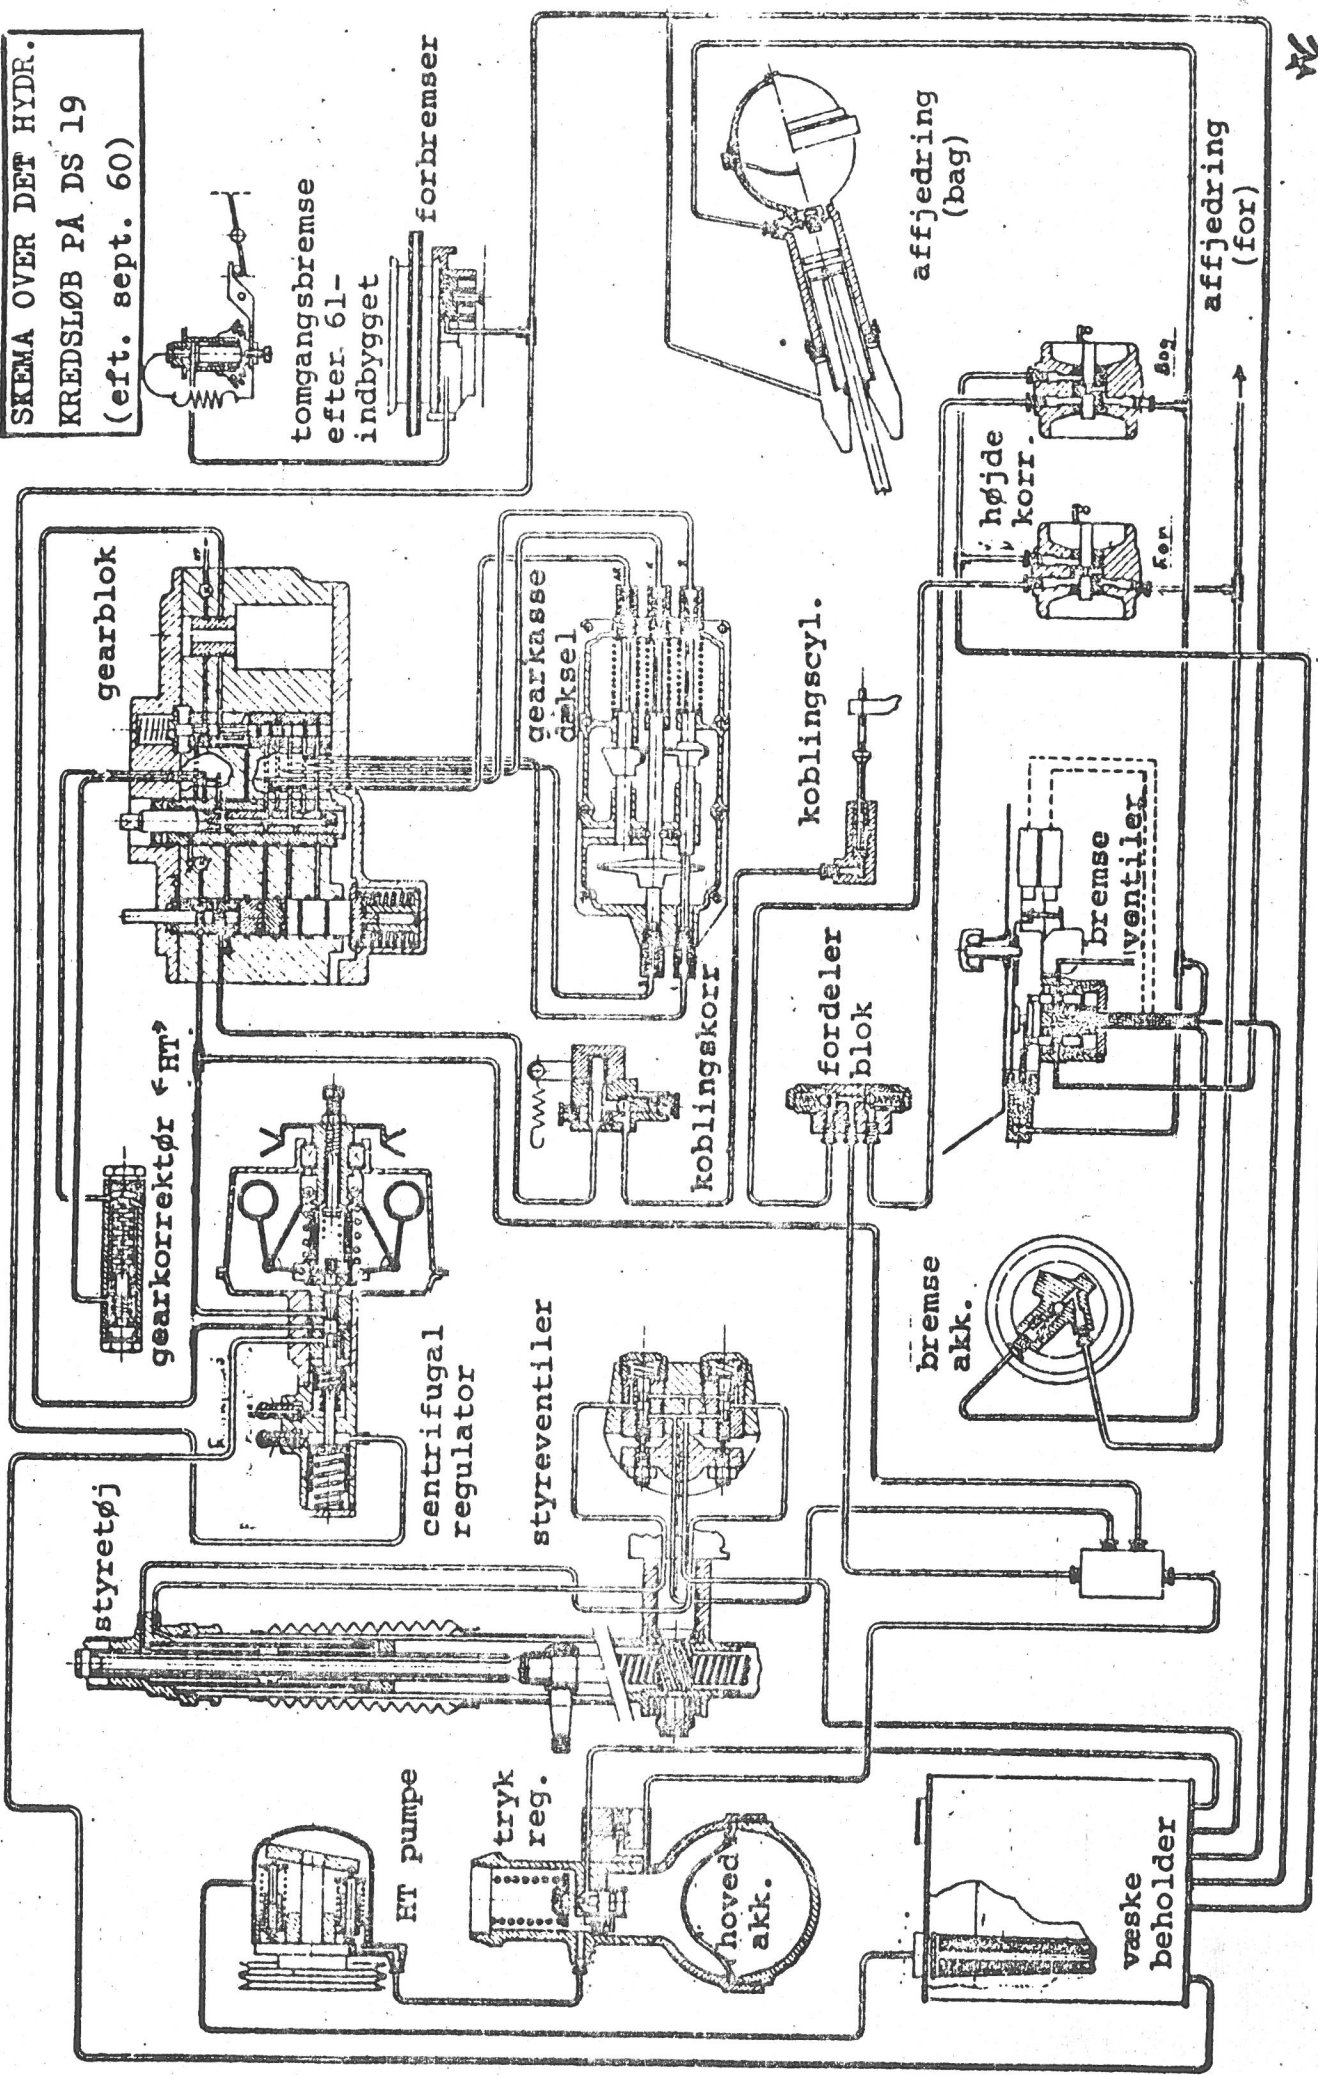 SKEMA OVER DET HYDR.
KREDSLØB PÅ DS 19
(eft. sept. 60)
tomgangsbremse
efter 61-
indbygget
forbremser
gearblok
gearkorrektør "HT"
gearkasse
dæksel
affjedring
(bag)
styretøj
centrifugal
regulator
koblingskorr
koblingscyl.
højde
korr.
Bag
For
affjedring
(for)
styreventiler
fordeler
blok
bremse
ventiler
HT pumpe
tryk
reg.
hoved
akk.
bremse
akk.
væske
beholder